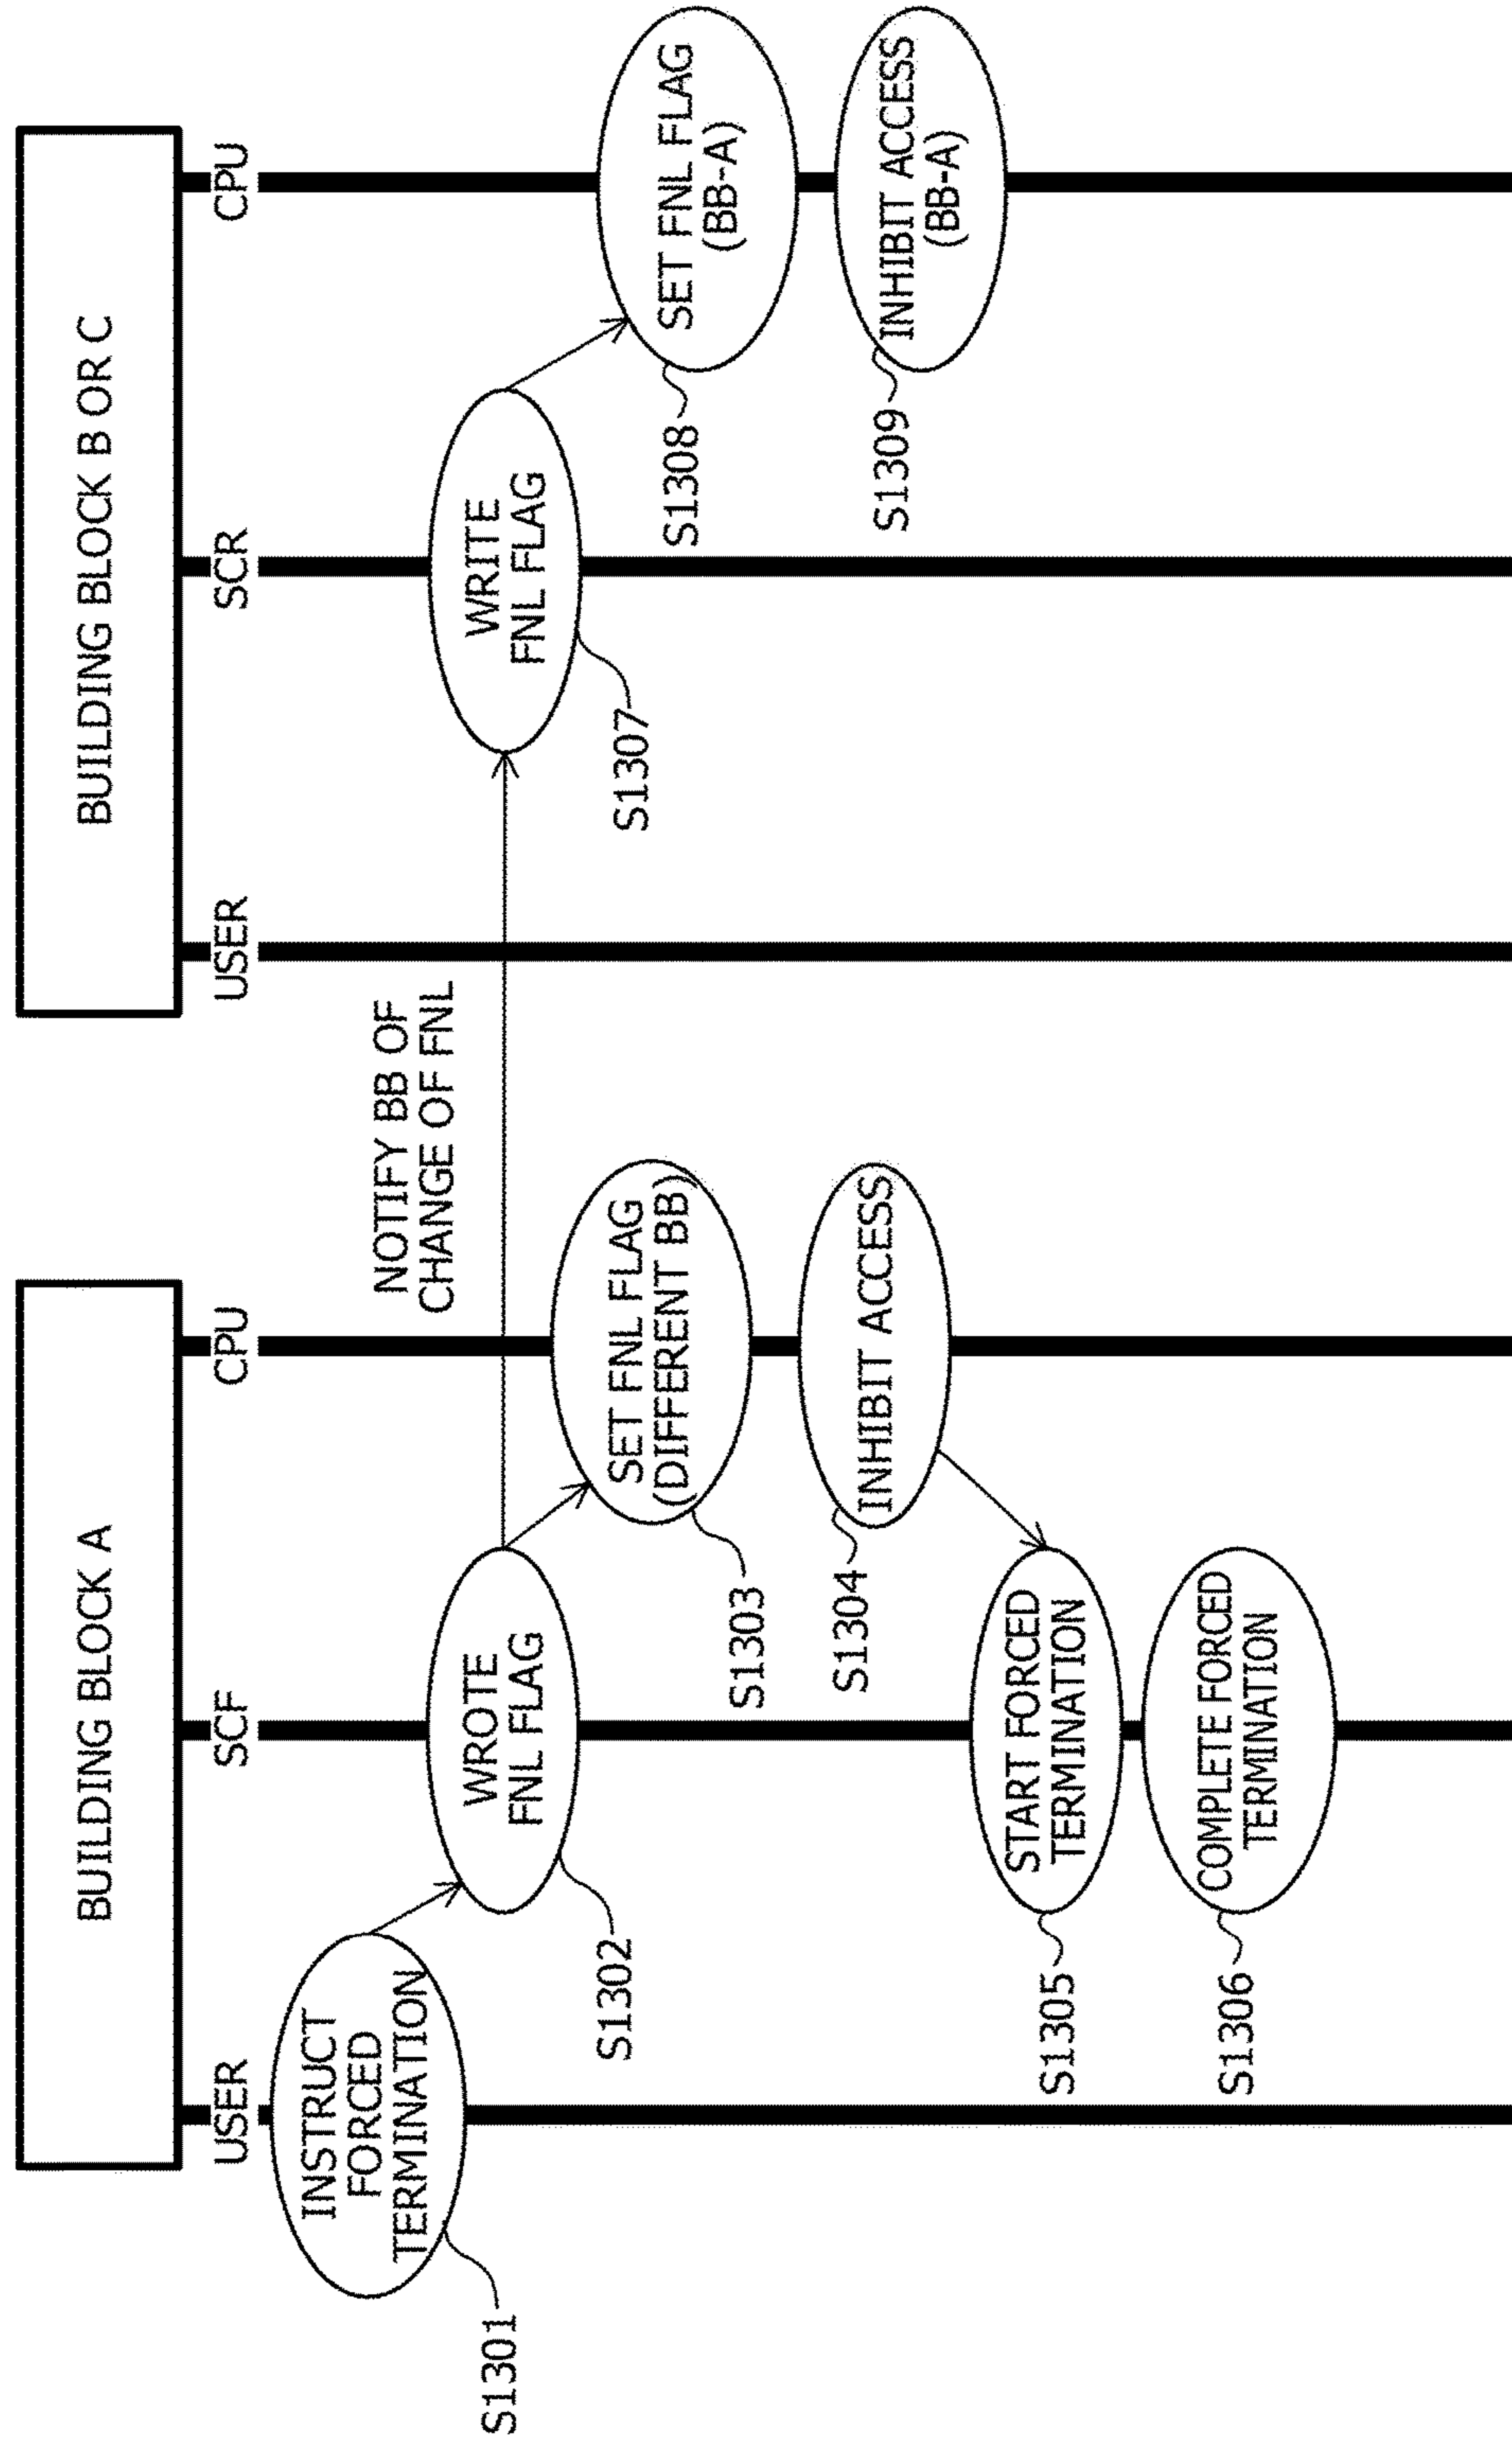 BUILDING BLOCK A
BUILDING BLOCK B OR C
USER
SCF
CPU
USER
SCR
CPU
INSTRUCT
FORCED
TERMINATION
S1301
WROTE
FNL FLAG
S1302
NOTIFY BB OF
CHANGE OF FNL
WRITE
FNL FLAG
S1307
SET FNL FLAG
(DIFFERENT BB)
S1303
SET FNL FLAG
(BB-A)
S1308
INHIBIT ACCESS
S1304
INHIBIT ACCESS
(BB-A)
S1309
START FORCED
TERMINATION
S1305
COMPLETE FORCED
TERMINATION
S1306